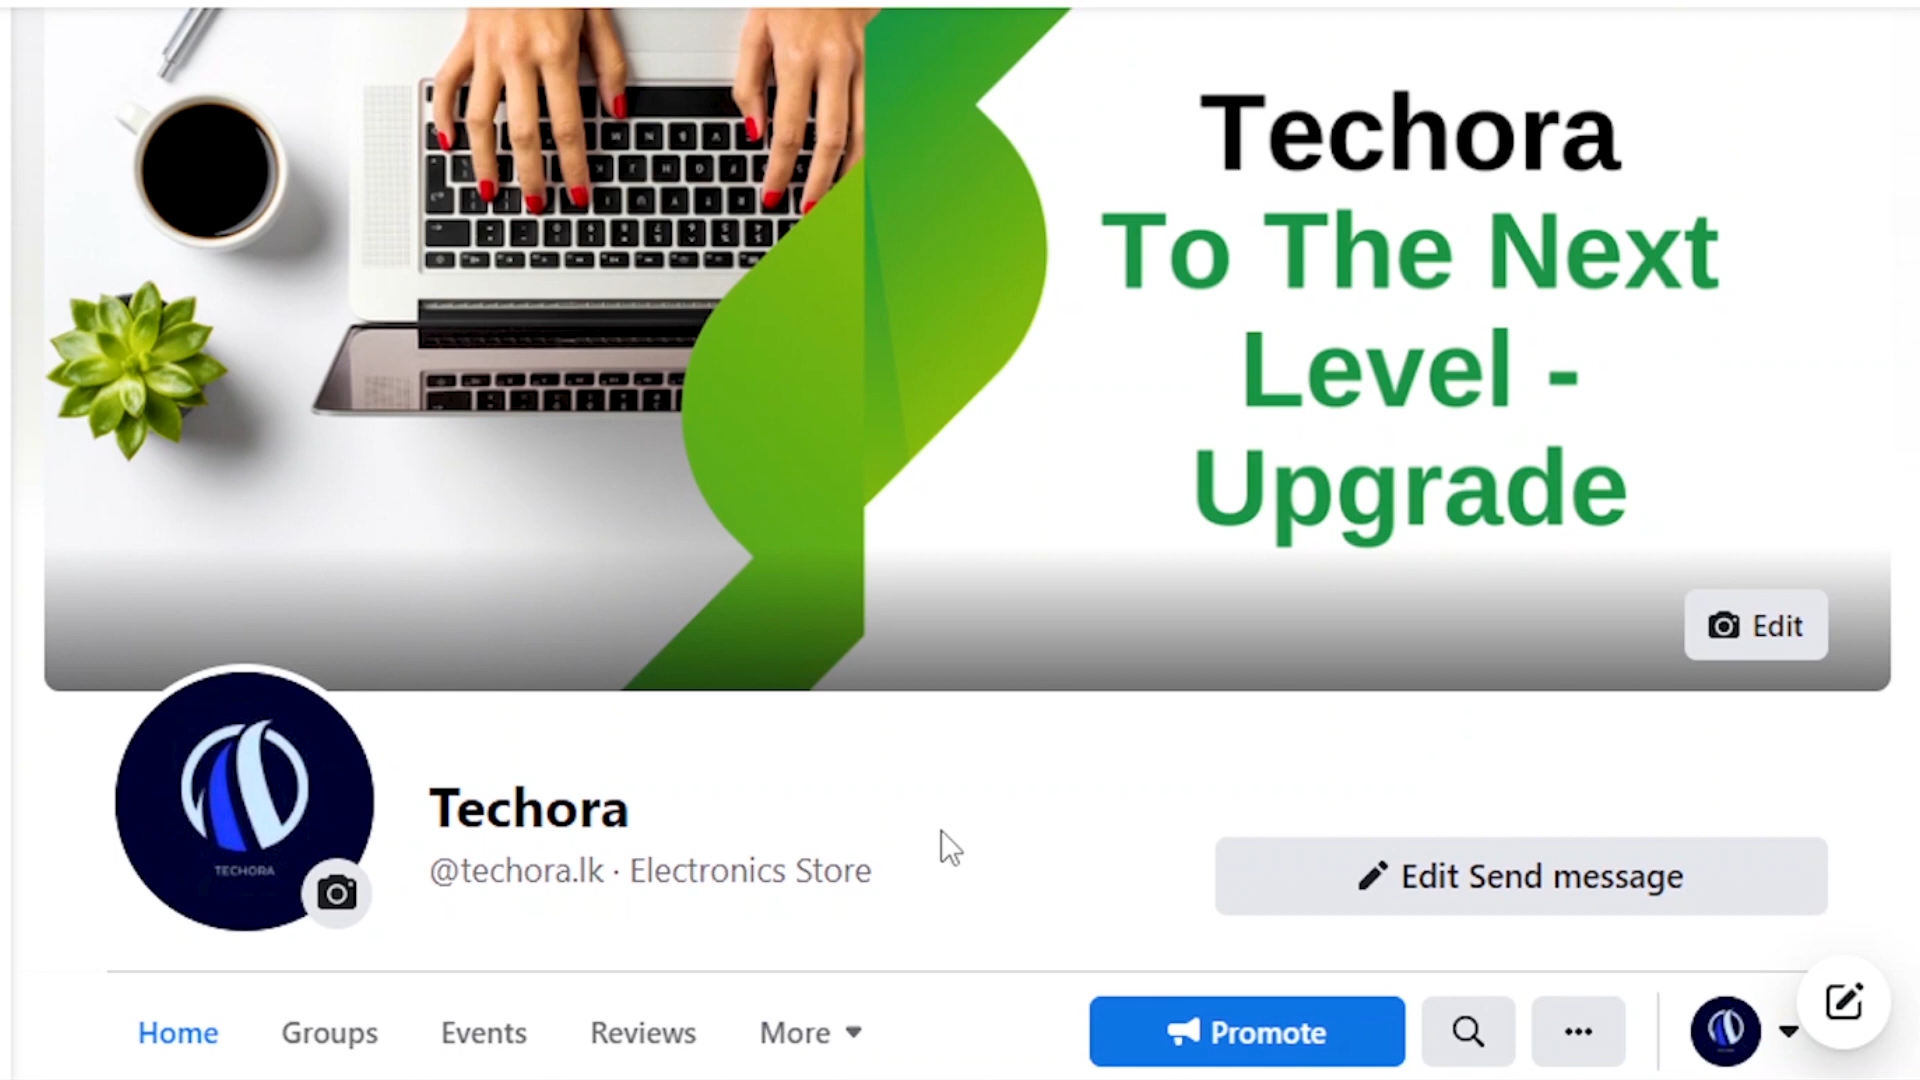 Techora
To The Next
Level -
Upgrade
Edit
TECHORA
Techora
@techora.lk · Electronics Store
Edit Send message
Home
Groups
Events
Reviews
More
Promote